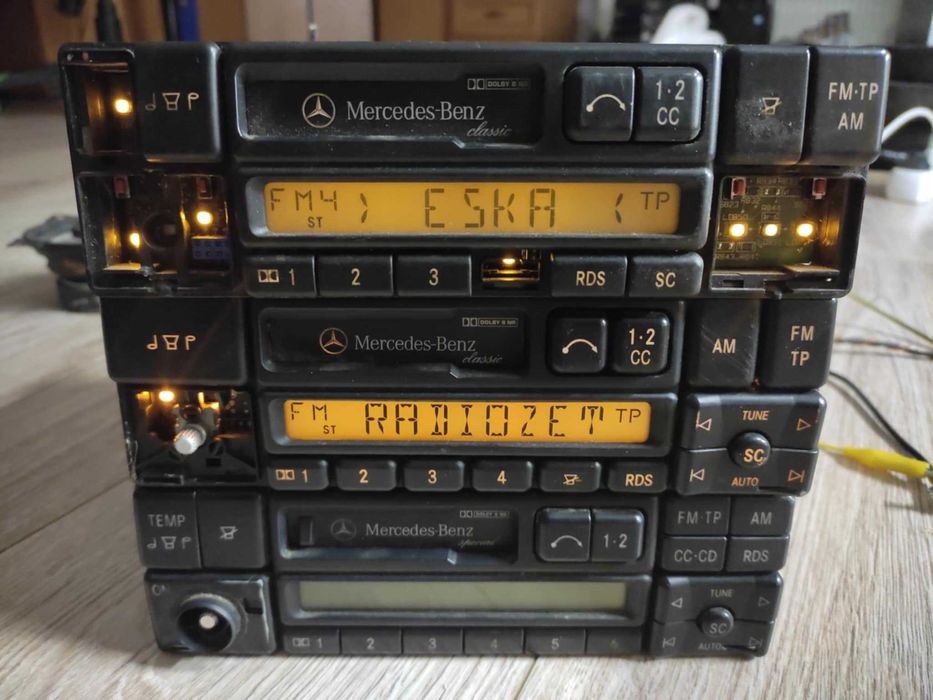 DOLBY B NR
Mercedes-Benz
classic
1·2
CC
FM·TP
AM
FM4 ESKA TP
ST
1 2 3 RDS SC
DOLBY B NR
Mercedes-Benz
classic
1·2
CC
AM
FM
TP
FM RADIOZET TP
ST
TUNE
SC
AUTO
1 2 3 4 RDS
TEMP
DOLBY B NR
Mercedes-Benz
special
1·2
FM·TP AM
CC·CD RDS
TUNE
SC
AUTO
1 2 3 4 5 6